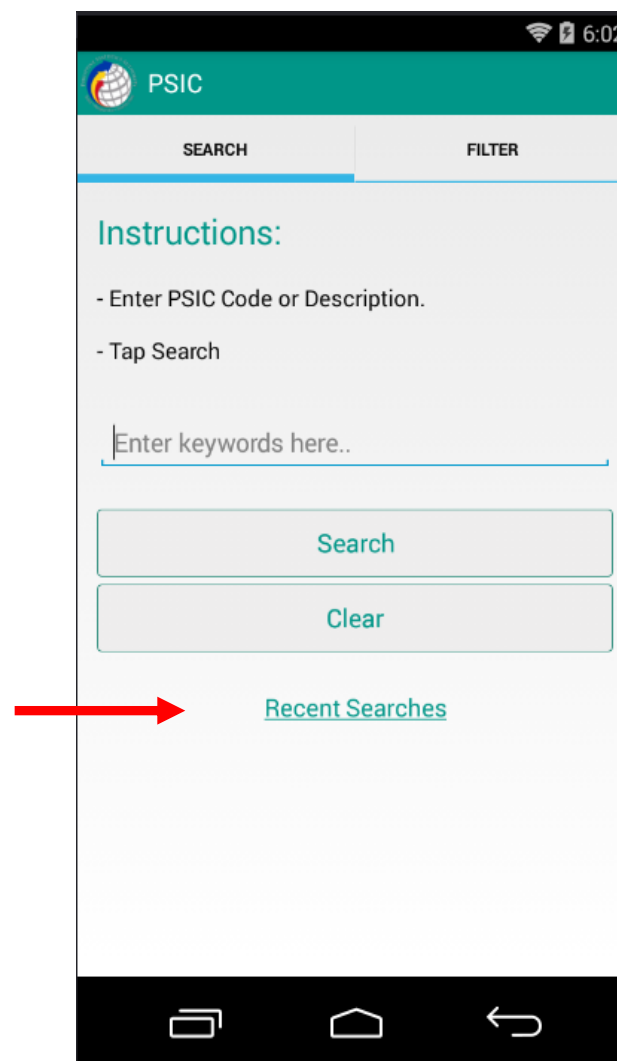 6:02
PSIC
SEARCH FILTER
Instructions:
- Enter PSIC Code or Description.
- Tap Search
Enter keywords here..
Search
Clear
Recent Searches